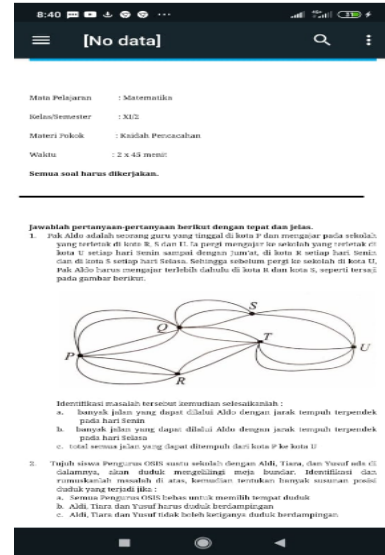 8:40
[No data]
Mata Pelajaran : Matematika
Kelas/Semester : XI/2
Materi Pokok : Kaidah Pencacahan
Waktu : 2 x 45 menit
Semua soal harus dikerjakan.
Jawablah pertanyaan-pertanyaan berikut dengan tepat dan jelas.
1. Pak Aldo adalah seorang guru yang tinggal di kota P dan mengajar pada sekolah
yang terletak di kota R, S dan U. Ia pergi mengajar ke sekolah yang terletak di
kota U setiap hari Senin sampai dengan Jum'at, di kota R setiap hari Senin
dan di kota S setiap hari Selasa. Sehingga sebelum pergi ke sekolah di kota U,
Pak Aldo harus mengajar terlebih dahulu di kota R dan kota S, seperti tersaji
pada gambar berikut.
S
Q
T
U
P
R
Identifikasi masalah tersebut kemudian selesaikanlah :
a. banyak jalan yang dapat dilalui Aldo dengan jarak tempuh terpendek
pada hari Senin
b. banyak jalan yang dapat dilalui Aldo dengan jarak tempuh terpendek
pada hari Selasa
c. total semua jalan yang dapat ditempuh dari kota P ke kota U
2. Tujuh siswa Pengurus OSIS suatu sekolah dengan Aldi, Tiara, dan Yusuf ada di
dalamnya, akan duduk mengelilingi meja bundar. Identifikasi dan
rumuskanlah masalah di atas, kemudian tentukan banyak susunan posisi
duduk yang terjadi jika :
a. Semua Pengurus OSIS bebas untuk memilih tempat duduk
b. Aldi, Tiara dan Yusuf harus duduk berdampingan
c. Aldi, Tiara dan Yusuf tidak boleh ketiganya duduk berdampingan